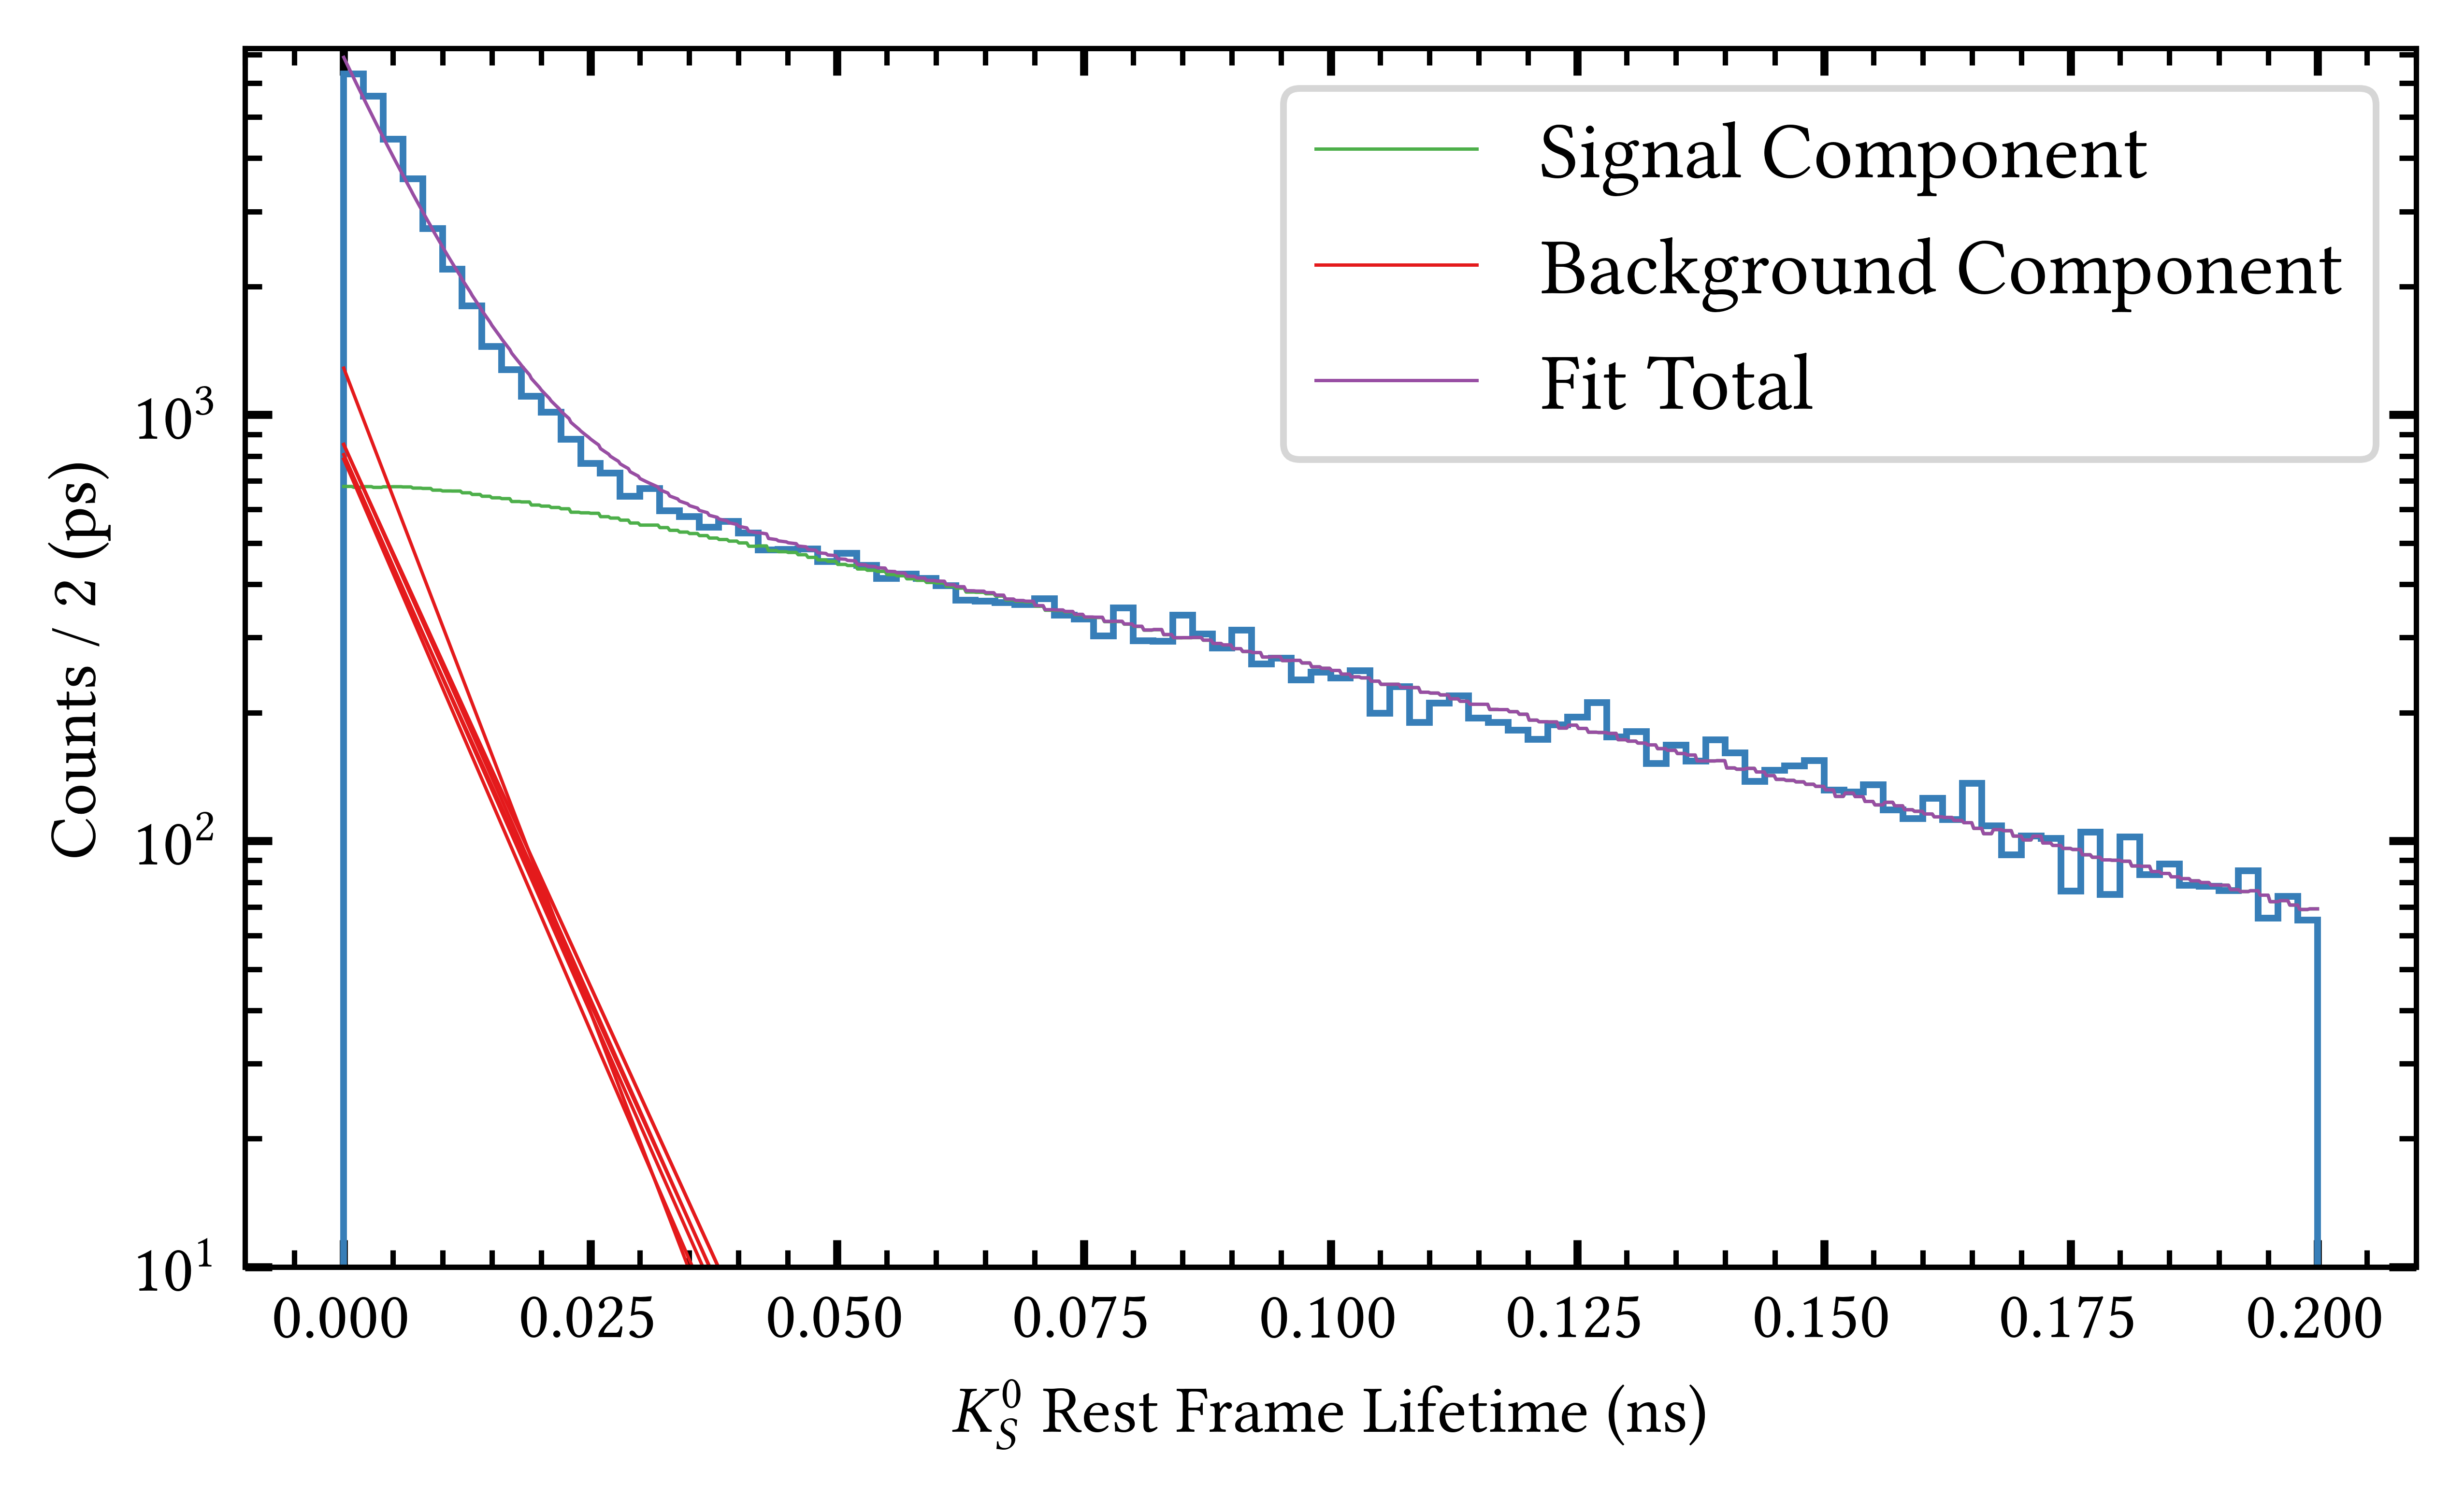 Signal Component
Background Component
Fit Total
10³
10²
10¹
Counts / 2 (ps)
0.000 0.025 0.050 0.075 0.100 0.125 0.150 0.175 0.200
K⁰_S Rest Frame Lifetime (ns)